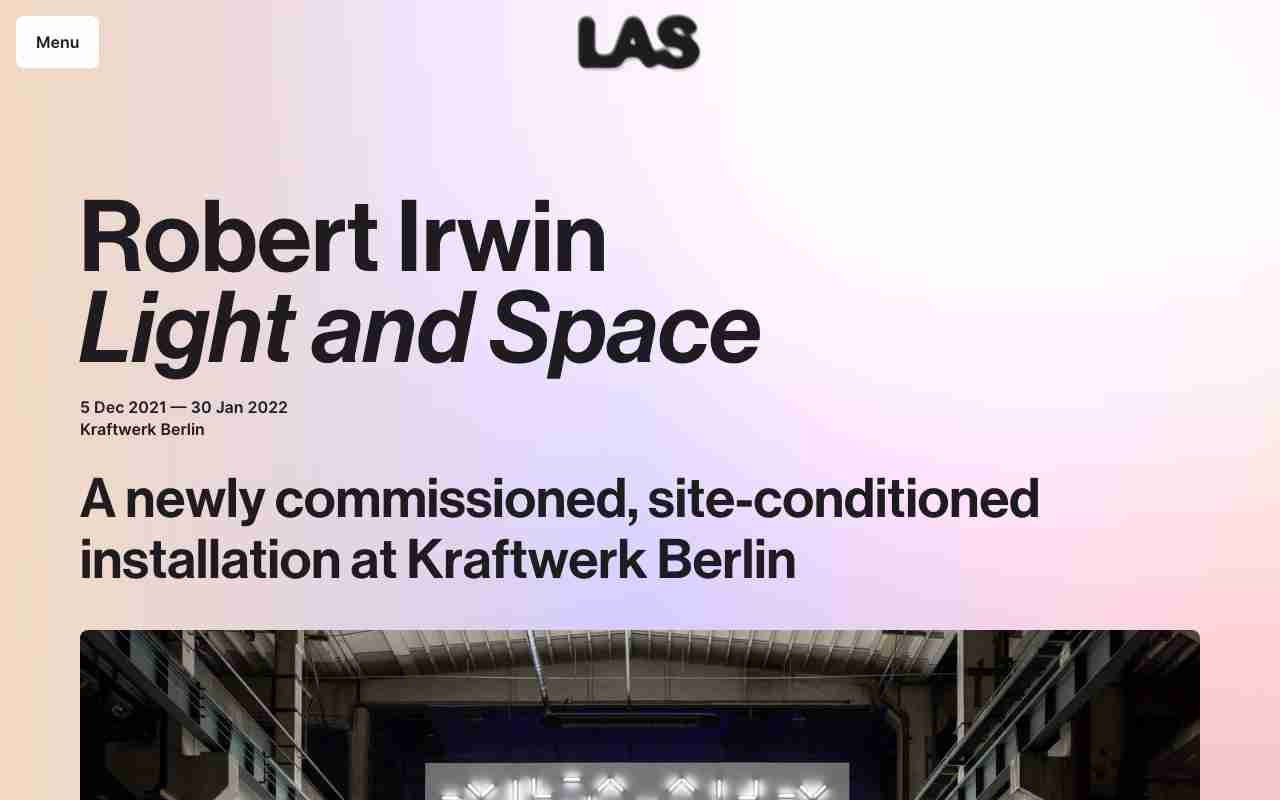 Menu
LAS
Robert Irwin
Light and Space
5 Dec 2021 — 30 Jan 2022
Kraftwerk Berlin
A newly commissioned, site-conditioned
installation at Kraftwerk Berlin